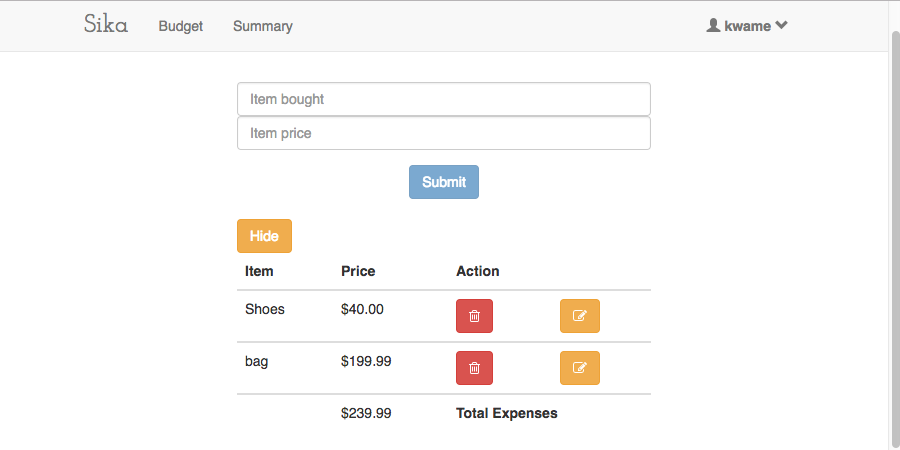 Sika Budget Summary kwame
Item bought
Item price
Submit
Hide
Item Price Action
Shoes $40.00
bag $199.99
$239.99 Total Expenses